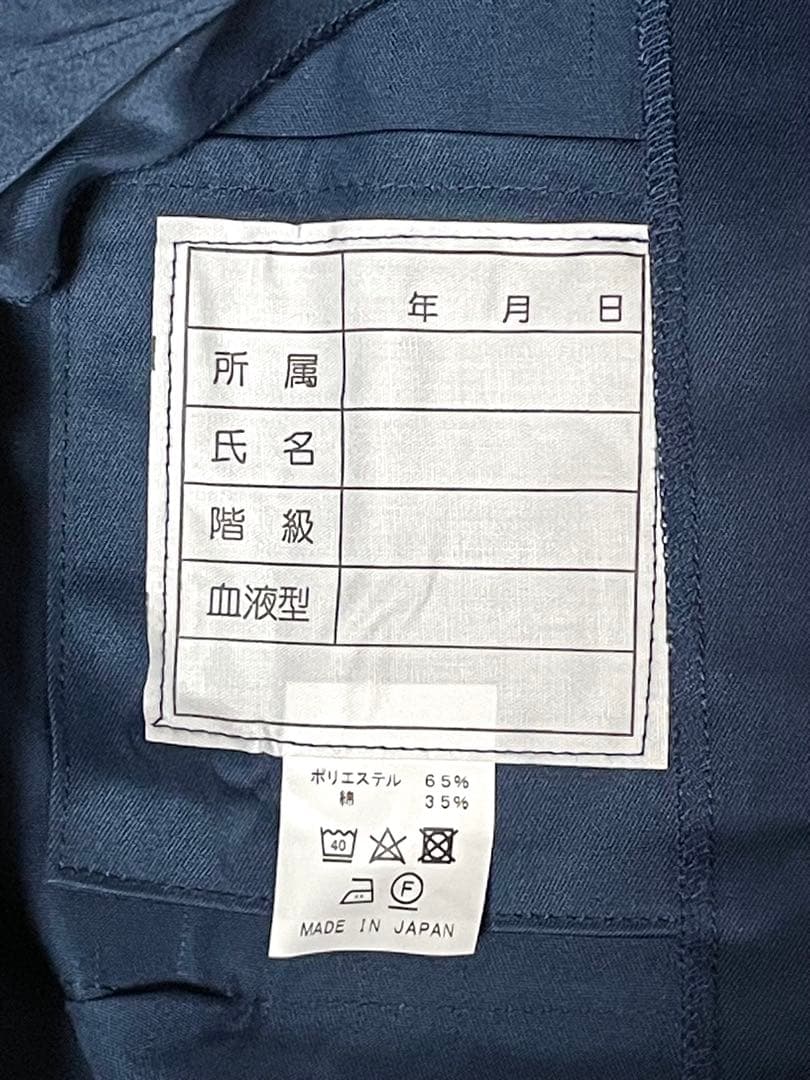 年 月 日
所 属
氏 名
階 級
血液型
ポリエステル 65%
綿 35%
40
F
MADE IN JAPAN